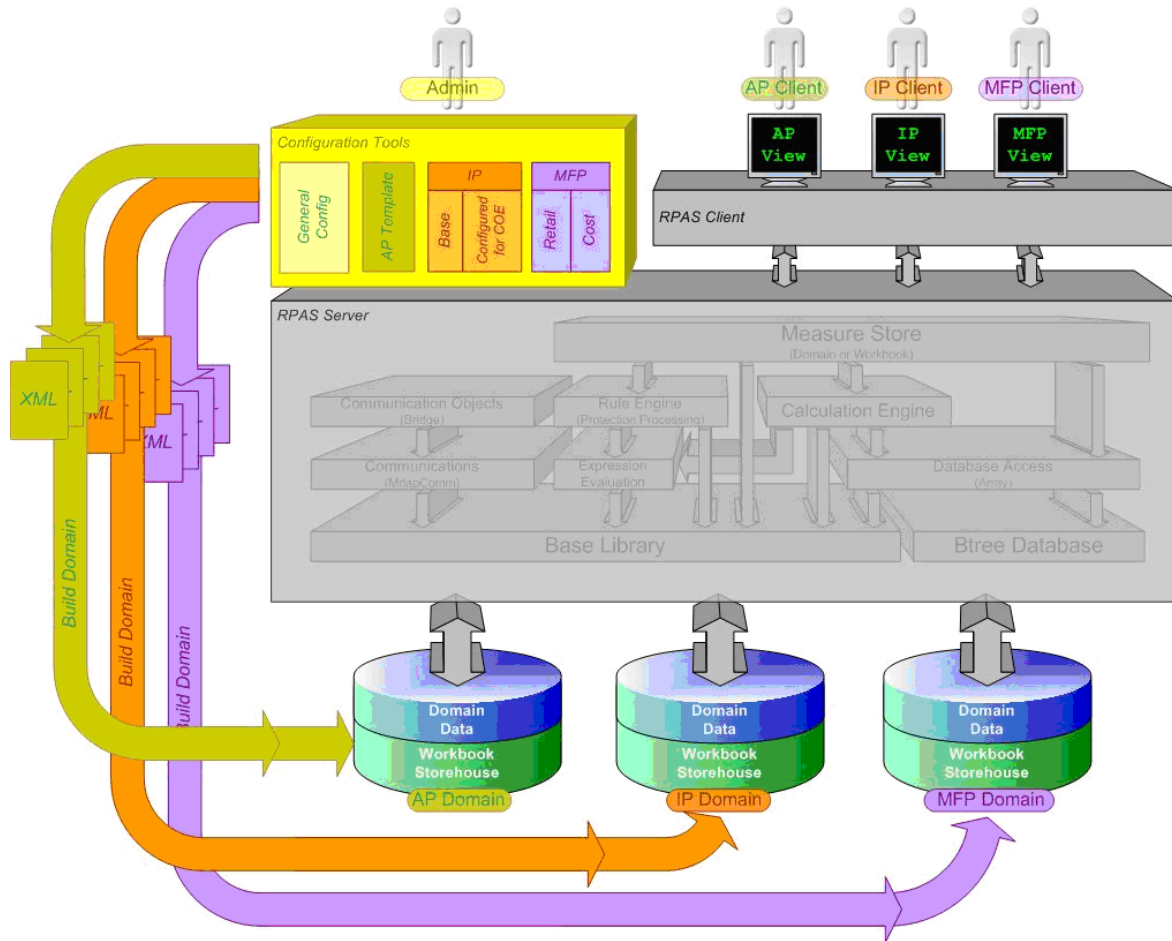 Admin
AP Client
IP Client
MFP Client
AP
View
IP
View
MFP
View
Configuration Tools
General
Config
AP Template
IP
Base
Configured
for COE
MFP
Retail
Cost
RPAS Client
RPAS Server
Measure Store
(Domain or Workbook)
Communication Objects
(Bridge)
Rule Engine
(Protection Processing)
Calculation Engine
Communications
(MdapComm)
Expression
Evaluation
Database Access
(Array)
Base Library
Btree Database
XML
ML
XML
Build Domain
Build Domain
Build Domain
Domain
Data
Workbook
Storehouse
AP Domain
Domain
Data
Workbook
Storehouse
IP Domain
Domain
Data
Workbook
Storehouse
MFP Domain